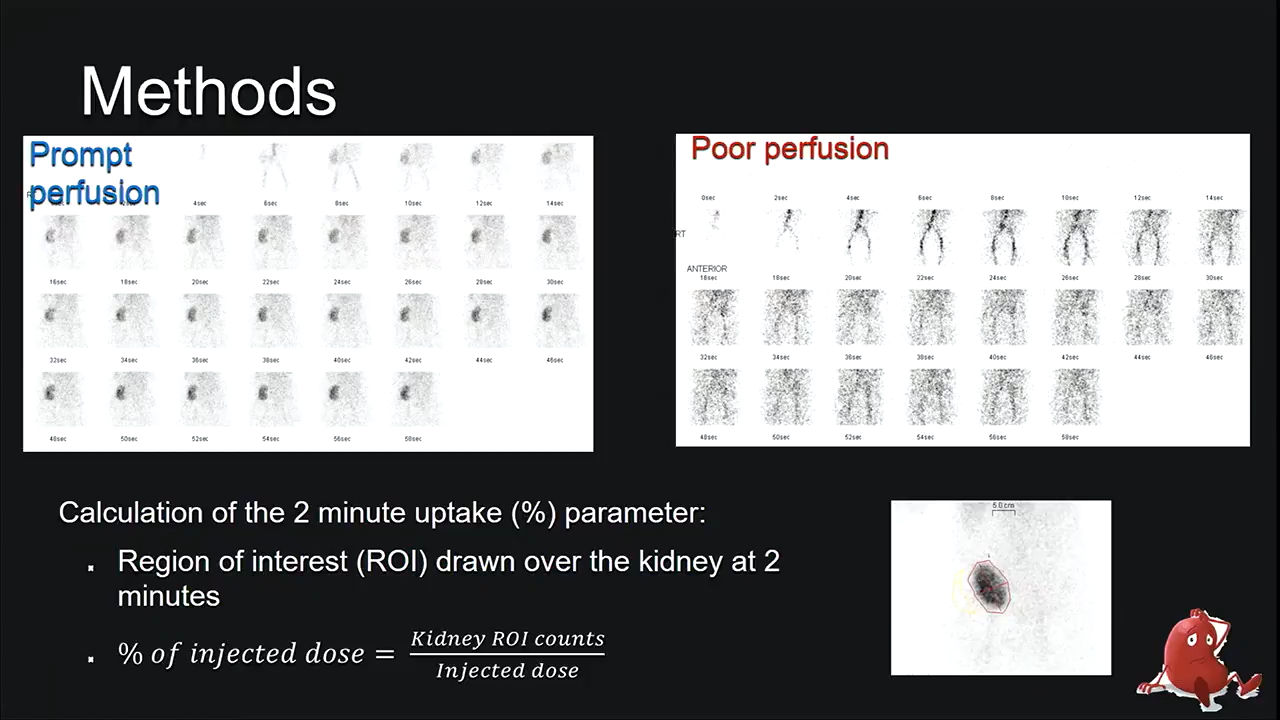 Methods
Prompt
perfusion
4sec 6sec 8sec 10sec 12sec 14sec
16sec 18sec 20sec 22sec 24sec 26sec 28sec 30sec
32sec 34sec 36sec 38sec 40sec 42sec 44sec 46sec
48sec 50sec 52sec 54sec 56sec 58sec
Poor perfusion
0sec 2sec 4sec 6sec 8sec 10sec 12sec 14sec
RT
ANTERIOR
16sec 18sec 20sec 22sec 24sec 26sec 28sec 30sec
32sec 34sec 36sec 38sec 40sec 42sec 44sec 46sec
48sec 50sec 52sec 54sec 56sec 58sec
Calculation of the 2 minute uptake (%) parameter:
Region of interest (ROI) drawn over the kidney at 2
minutes
% of injected dose = Kidney ROI counts
Injected dose
5.0 cm